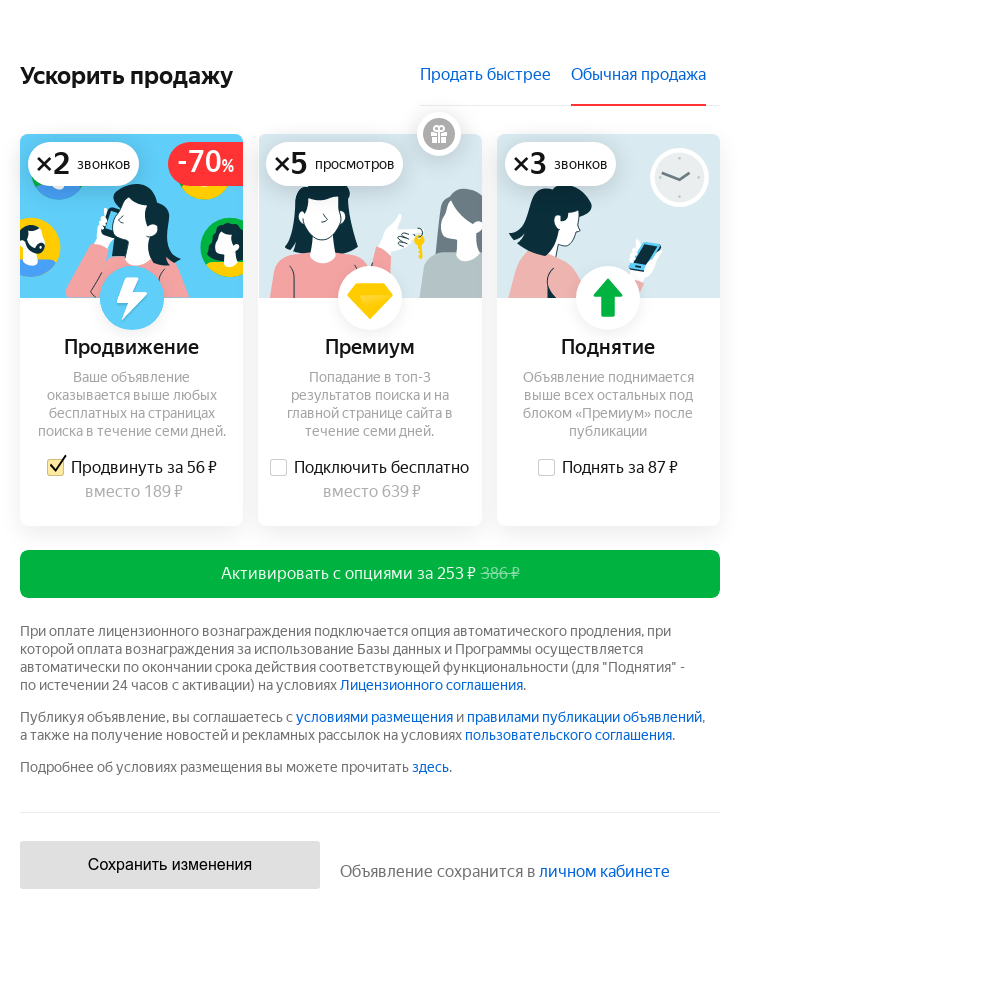 Ускорить продажу
Продать быстрее
Обычная продажа
×2 звонков
-70%
×5 просмотров
×3 звонков
Продвижение
Ваше объявление
оказывается выше любых
бесплатных на страницах
поиска в течение семи дней.
Продвинуть за 56 ₽
вместо 189 ₽
Премиум
Попадание в топ-3
результатов поиска и на
главной странице сайта в
течение семи дней.
Подключить бесплатно
вместо 639 ₽
Поднятие
Объявление поднимается
выше всех остальных под
блоком «Премиум» после
публикации
Поднять за 87 ₽
Активировать с опциями за 253 ₽ 386 ₽
При оплате лицензионного вознаграждения подключается опция автоматического продления, при
которой оплата вознаграждения за использование Базы данных и Программы осуществляется
автоматически по окончании срока действия соответствующей функциональности (для "Поднятия" -
по истечении 24 часов с активации) на условиях Лицензионного соглашения.
Публикуя объявление, вы соглашаетесь с условиями размещения и правилами публикации объявлений,
а также на получение новостей и рекламных рассылок на условиях пользовательского соглашения.
Подробнее об условиях размещения вы можете прочитать здесь.
Сохранить изменения
Объявление сохранится в личном кабинете